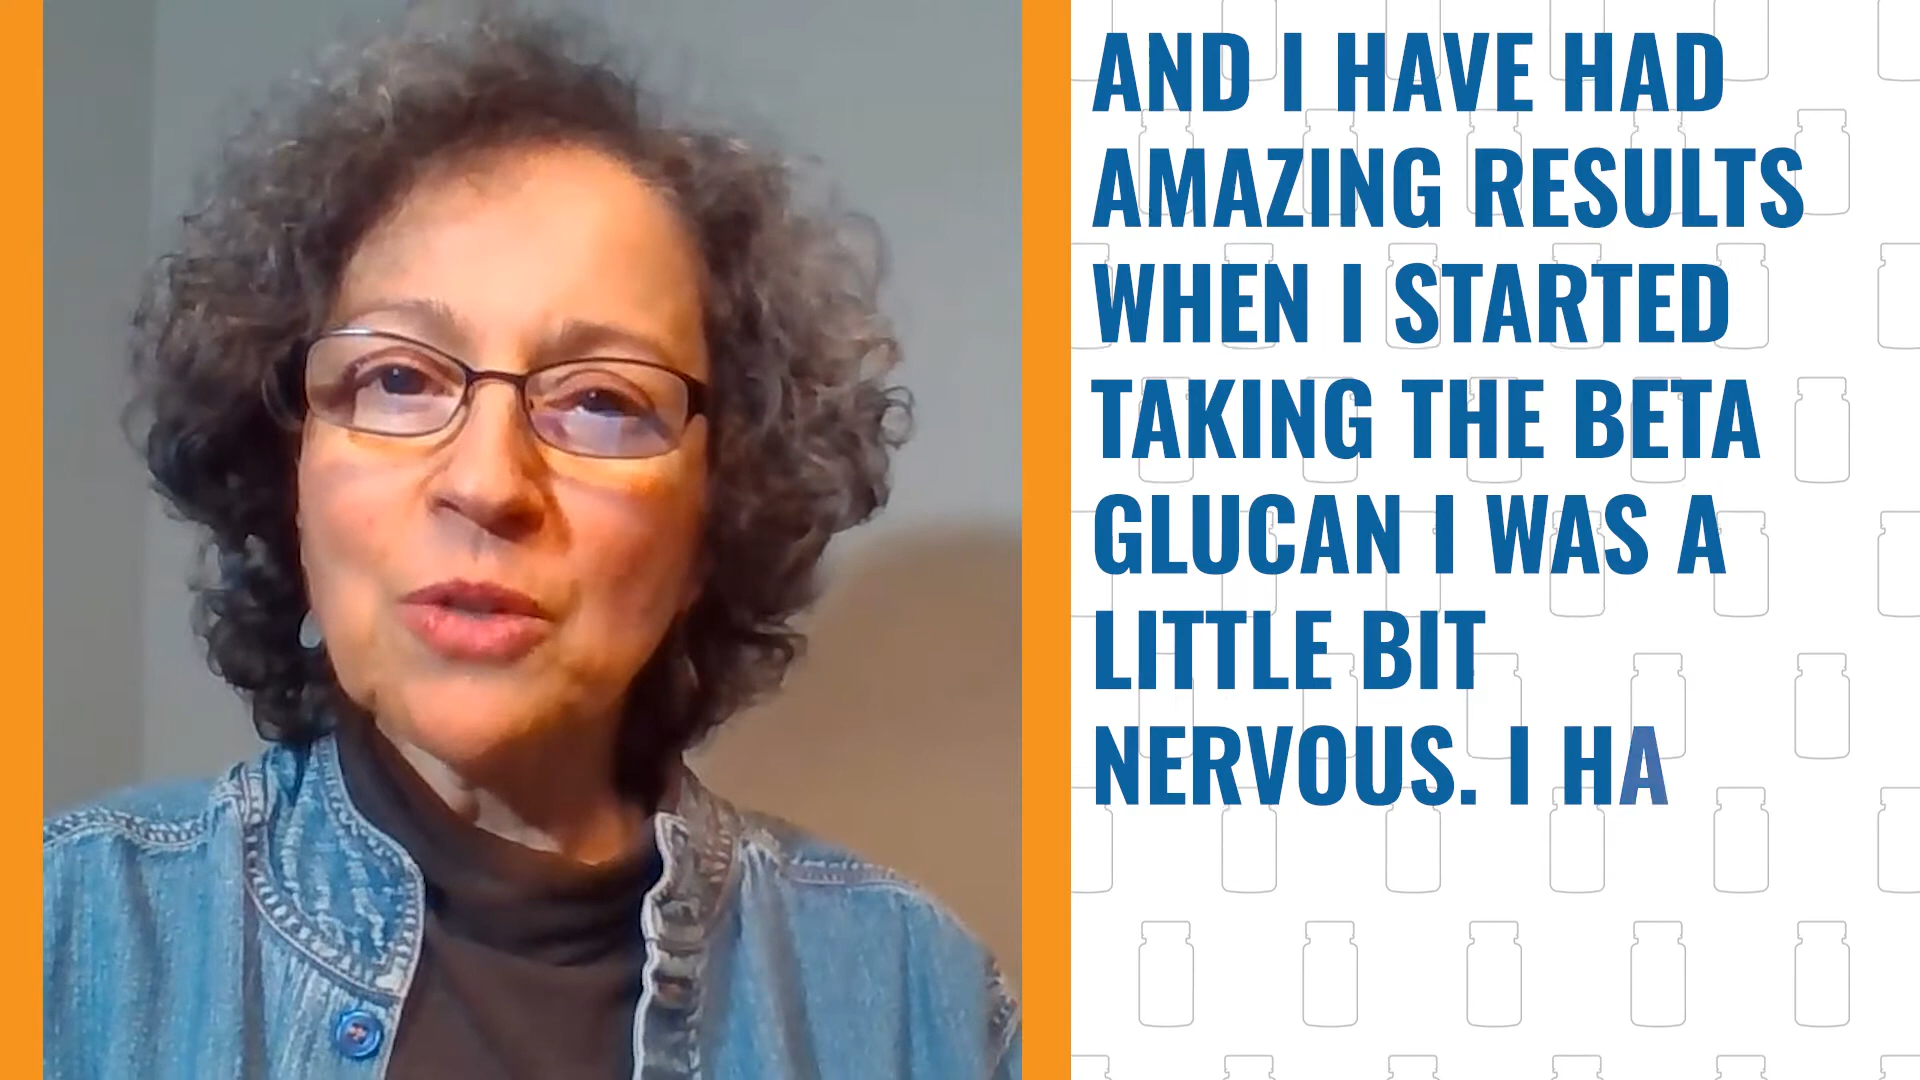 AND I HAVE HAD
AMAZING RESULTS
WHEN I STARTED
TAKING THE BETA
GLUCAN I WAS A
LITTLE BIT
NERVOUS. I HA